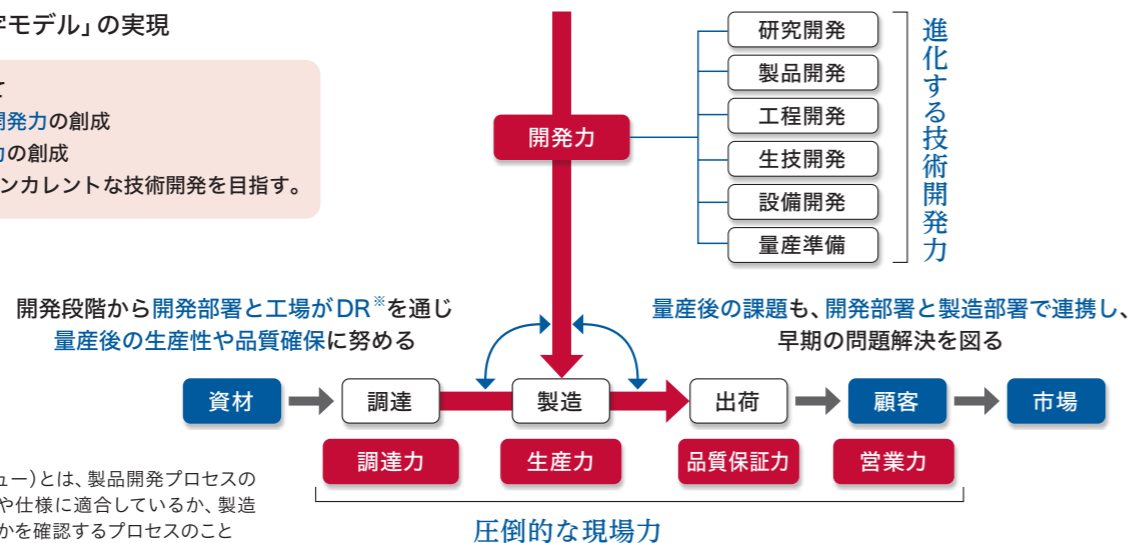 字モデル」の実現
て
開発力の創成
力の創成
ンカレントな技術開発を目指す。
開発力
研究開発
製品開発
工程開発
生技開発
設備開発
量産準備
進化する技術開発力
開発段階から開発部署と工場がDR※を通じ
量産後の生産性や品質確保に努める
量産後の課題も、開発部署と製造部署で連携し、
早期の問題解決を図る
資材
調達
製造
出荷
顧客
市場
調達力
生産力
品質保証力
営業力
ュー)とは、製品開発プロセスの
や仕様に適合しているか、製造
かを確認するプロセスのこと
圧倒的な現場力